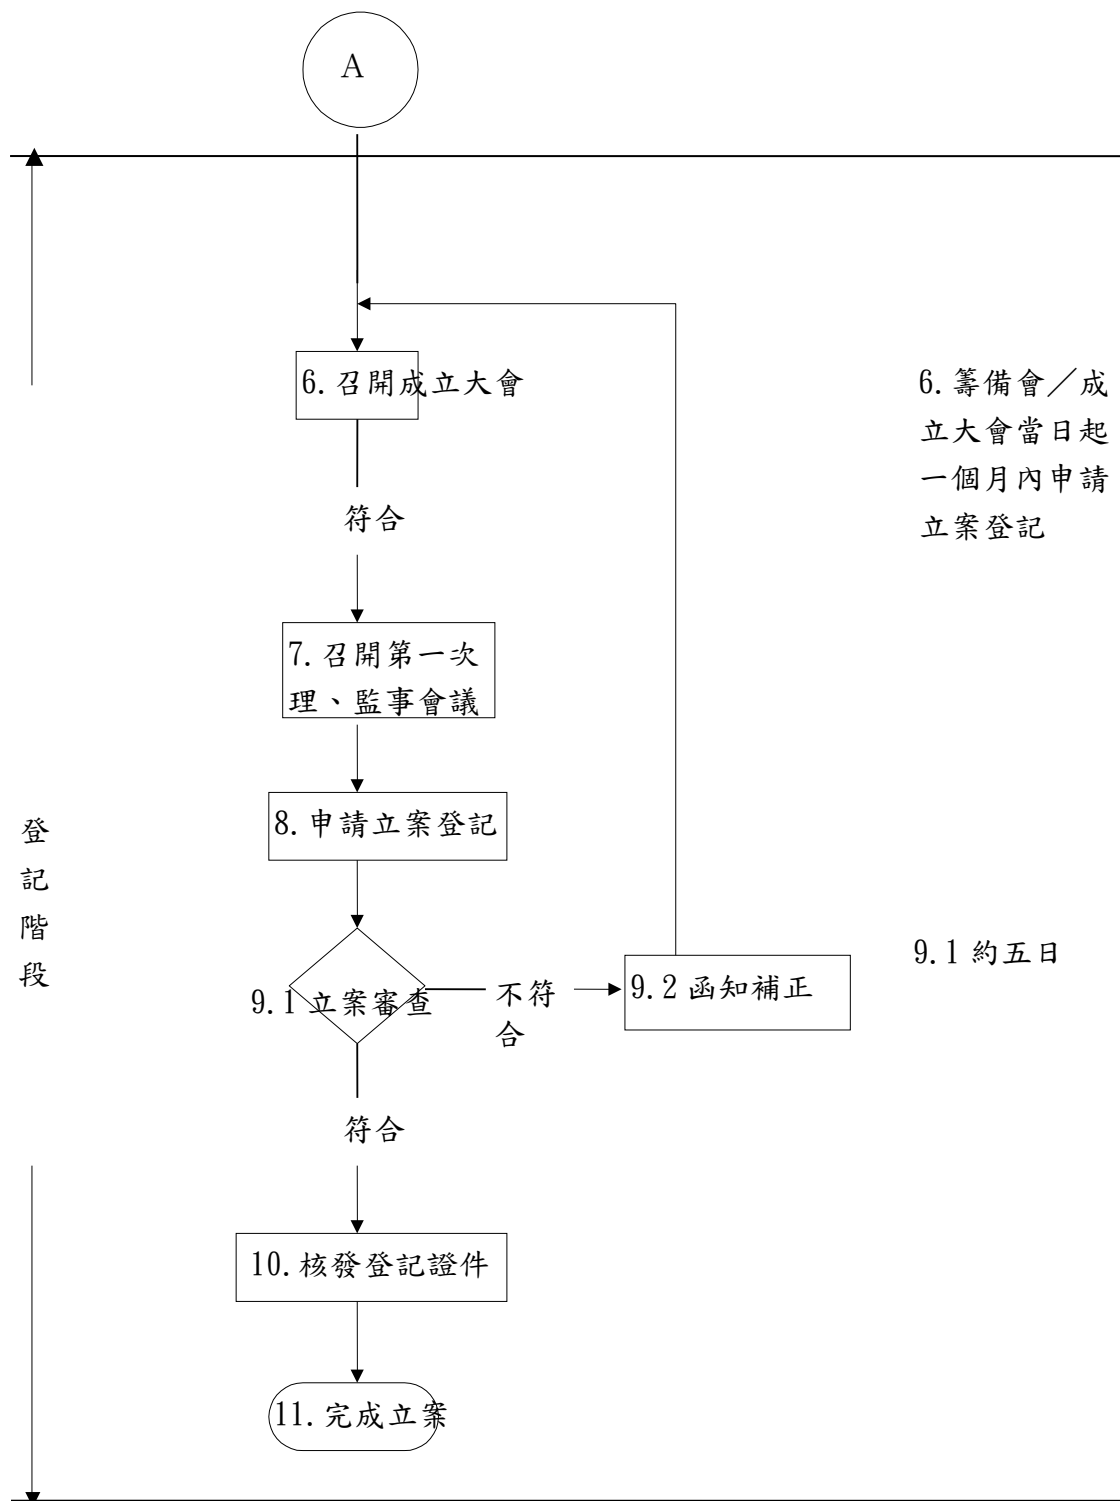 A
6.召開成立大會
6.籌備會／成
立大會當日起
一個月內申請
立案登記
符合
7.召開第一次
理、監事會議
8.申請立案登記
登
記
階
段
9.1 約五日
9.1 立案審查
不符
合
9.2 函知補正
符合
10.核發登記證件
11.完成立案